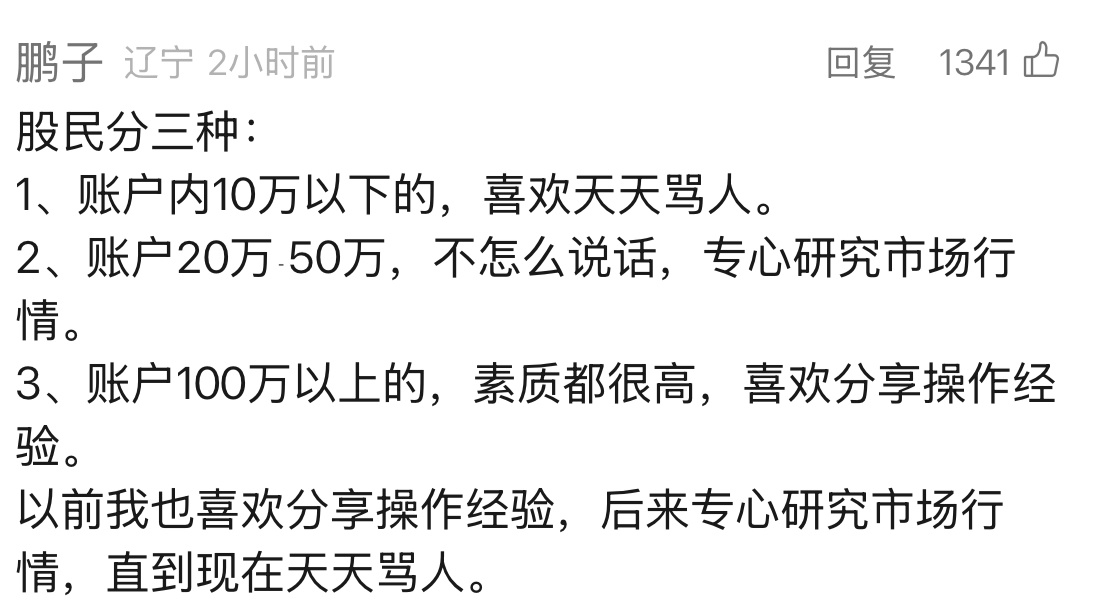 鹏子 辽宁 2小时前 回复 1341
股民分三种：
1、账户内10万以下的，喜欢天天骂人。
2、账户20万-50万，不怎么说话，专心研究市场行
情。
3、账户100万以上的，素质都很高，喜欢分享操作经
验。
以前我也喜欢分享操作经验，后来专心研究市场行
情，直到现在天天骂人。